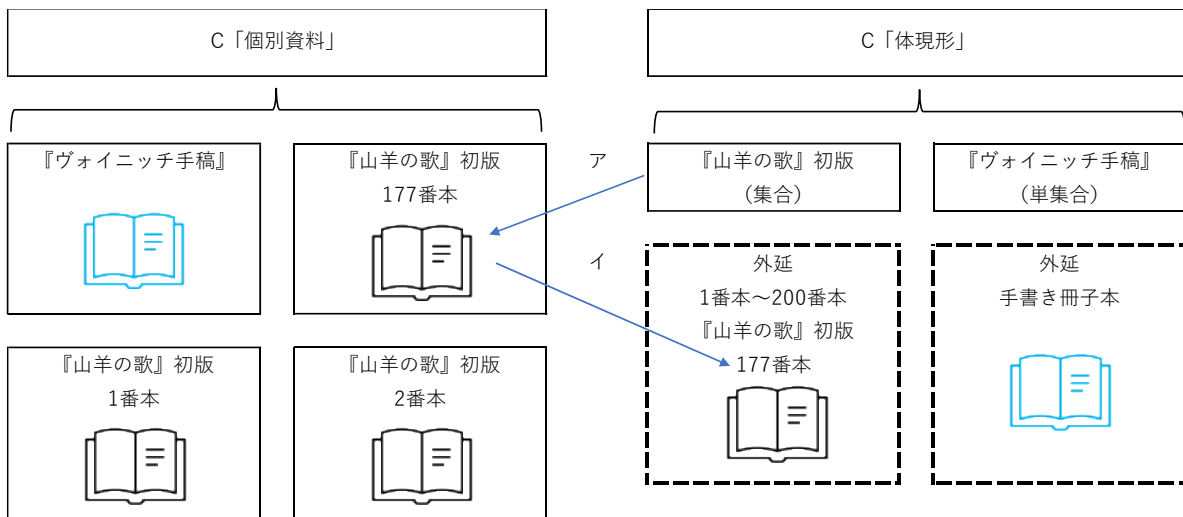 C「個別資料」
『ヴォイニッチ手稿』
『山羊の歌』初版
177番本
『山羊の歌』初版
1番本
『山羊の歌』初版
2番本
ア
イ
C「体現形」
『山羊の歌』初版
(集合)
『ヴォイニッチ手稿』
(単集合)
外延
1番本～200番本
『山羊の歌』初版
177番本
外延
手書き冊子本